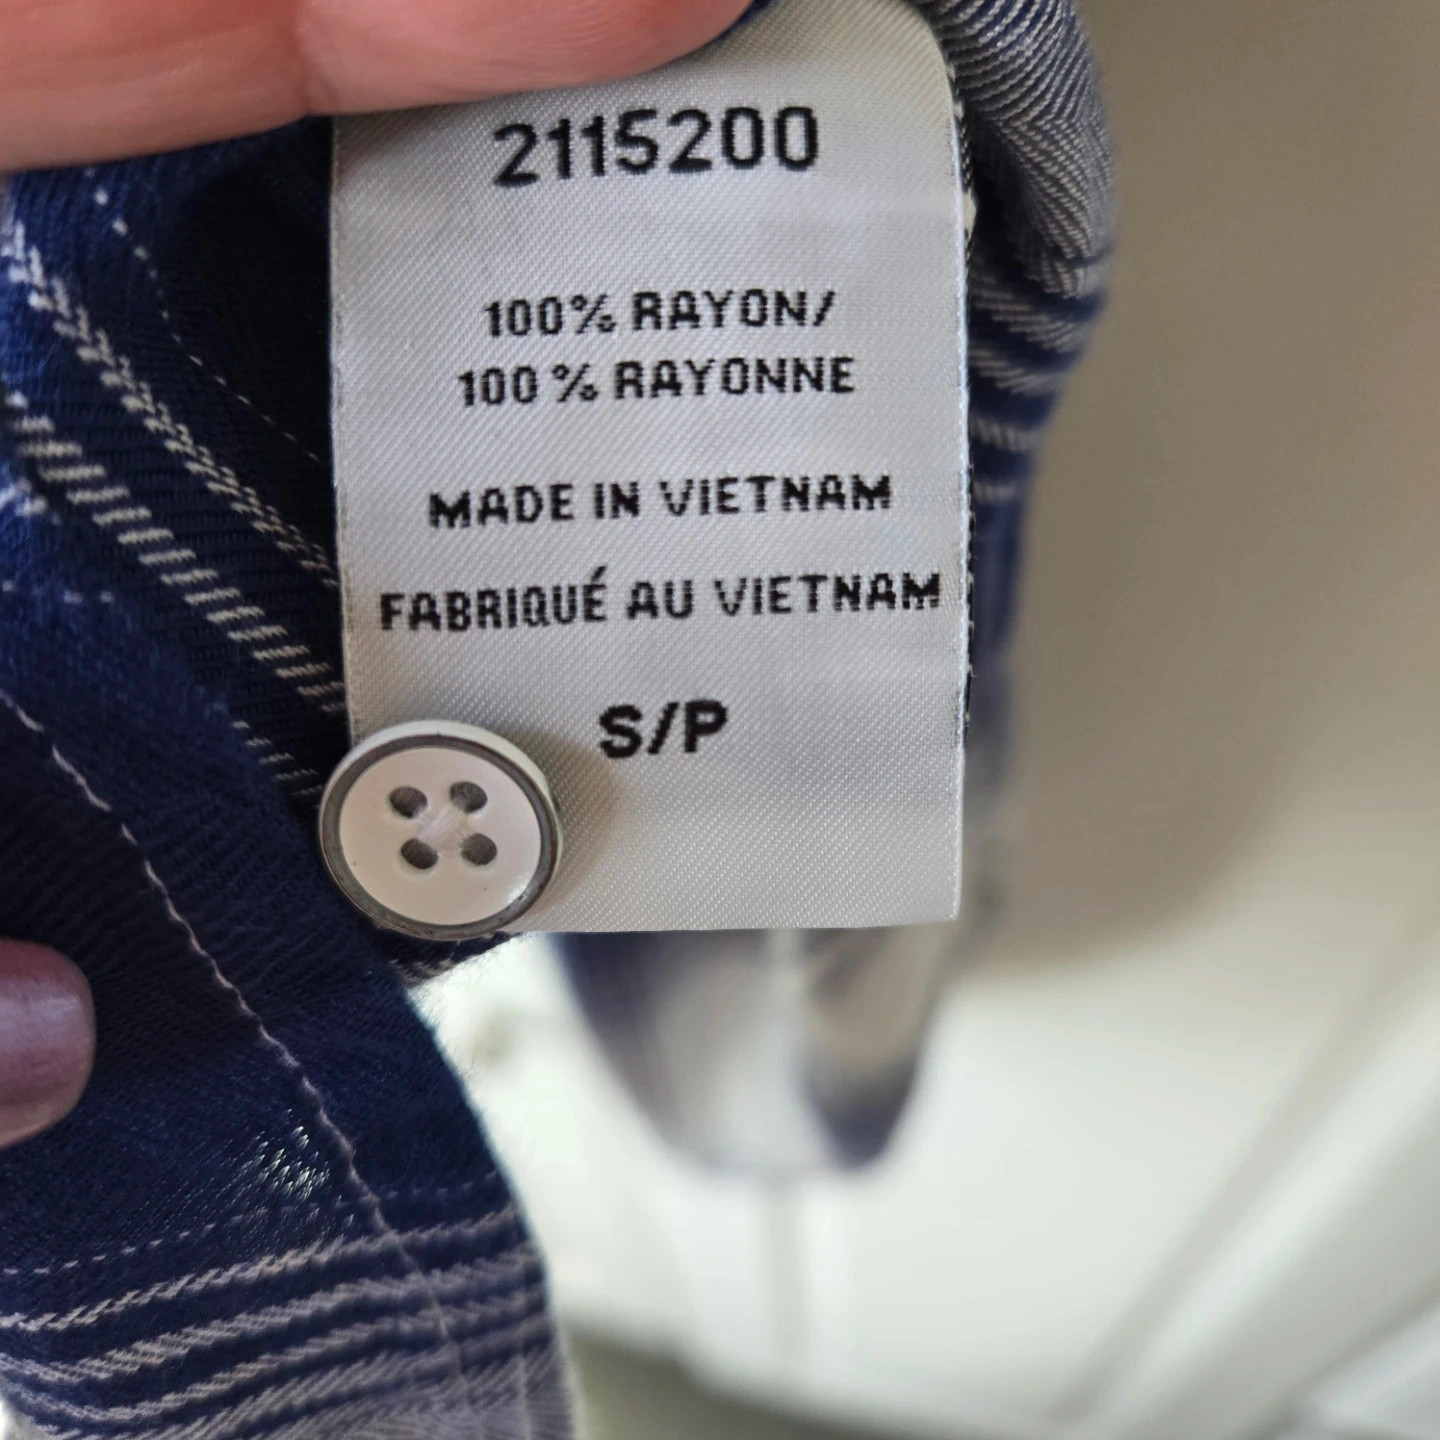 2115200
100% RAYON/
100 % RAYONNE
MADE IN VIETNAM
FABRIQUÉ AU VIETNAM
S/P